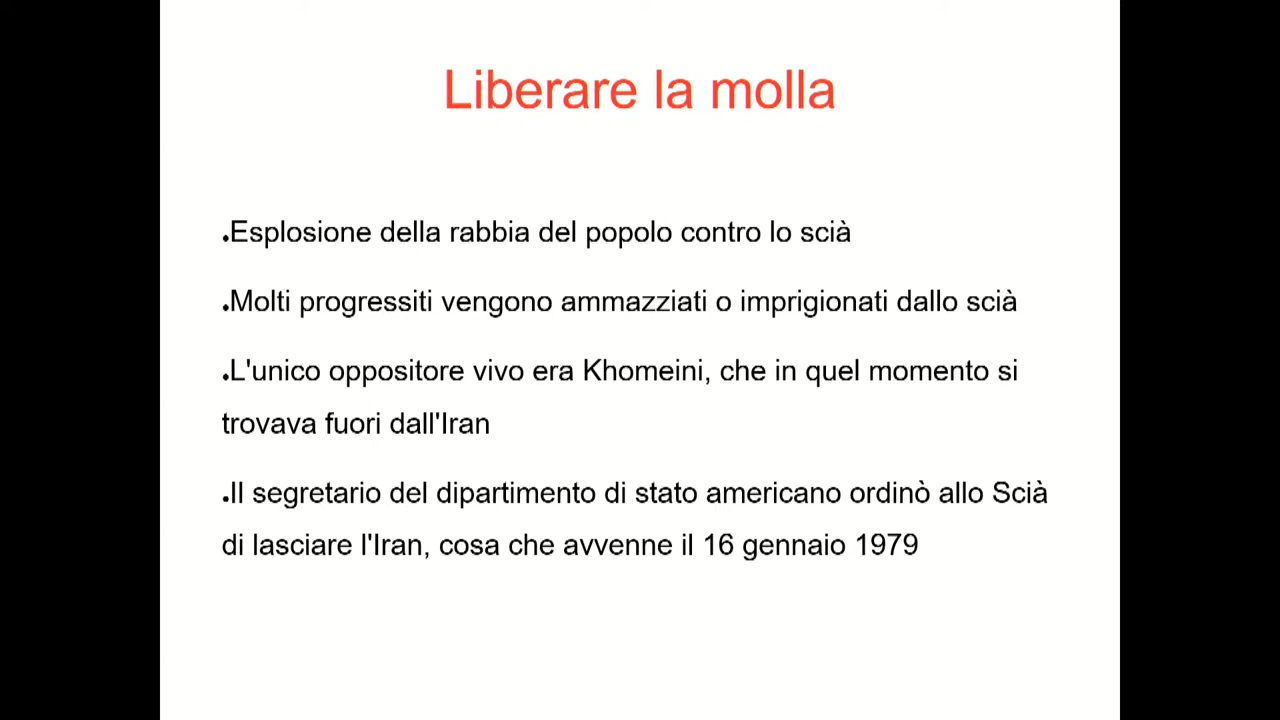 Liberare la molla
●Esplosione della rabbia del popolo contro lo scià
●Molti progressiti vengono ammazziati o imprigionati dallo scià
●L'unico oppositore vivo era Khomeini, che in quel momento si
trovava fuori dall'Iran
●Il segretario del dipartimento di stato americano ordinò allo Scià
di lasciare l'Iran, cosa che avvenne il 16 gennaio 1979